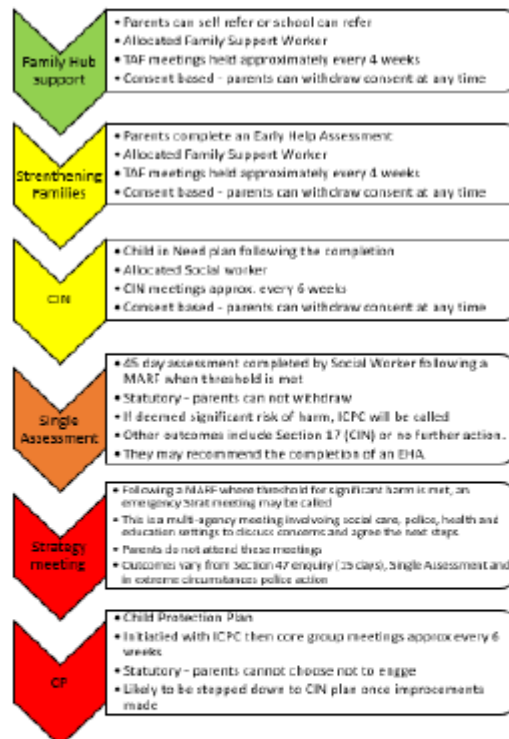 Family Hub
support
• Parents can self refer or school can refer
• Allocated Family Support Worker
• TAF meetings held approximately every 4 weeks
• Consent based - parents can withdraw consent at any time
Strenthening
Families
• Parents complete an Early Help Assessment
• Allocated Family Support Worker
• TAF meetings held approximately every 4 weeks
• Consent based - parents can withdraw consent at any time
CIN
• Child in Need plan following the completion
• Allocated Social worker
• CIN meetings approx. every 6 weeks
• Consent based - parents can withdraw consent at any time
Single
Assessment
• 45 day assessment completed by Social Worker following a
MARF when threshold is met
• Statutory - parents can not withdraw
• If deemed significant risk of harm, ICPC will be called
• Other outcomes include Section 17 (CIN) or no further action.
• They may recommend the completion of an EHA
Strategy
meeting
• Following a MARF where threshold for significant harm is met, an
emergency Strat meeting may be called
• This is a multi-agency meeting involving social care, police, health and
education settings to discuss concerns and agree the next steps
• Parents do not attend these meetings
• Outcomes vary from Section 47 enquiry (15 days), Single Assessment and
in extreme circumstances police action
CP
• Child Protection Plan
• Initiatied with ICPC then core group meetings approx every 6
weeks
• Statutory - parents cannot choose not to engge
• Likely to be stepped down to CIN plan once improvements
made